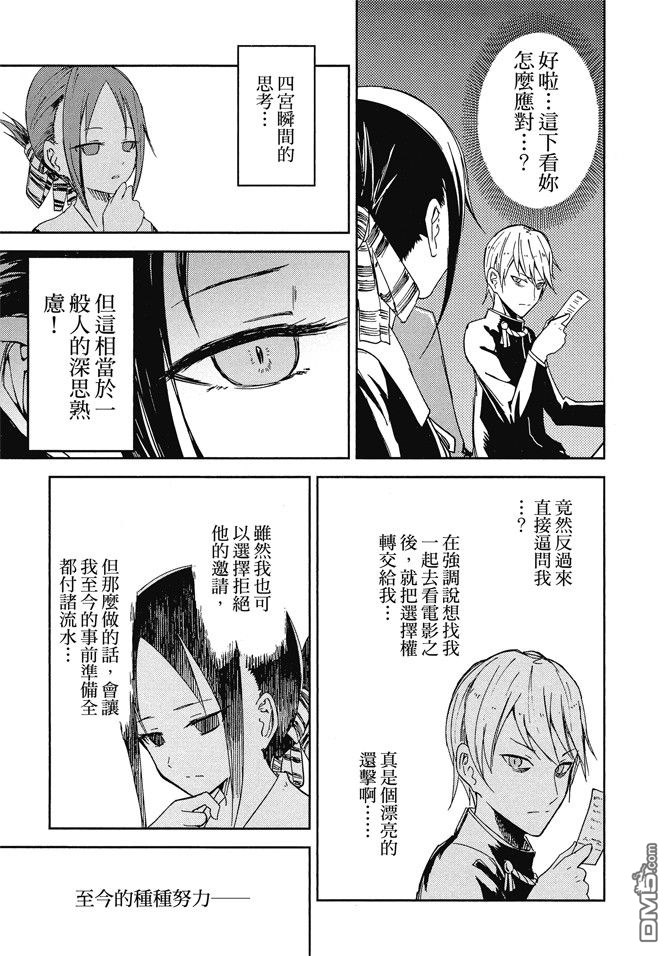 好啦…這下看妳
怎麼應對…？
四宮瞬間的
思考…
但這相當於一
般人的深思熟
慮！
竟然反過來
直接逼問我
…？
在強調說想找我
一起去看電影之
後，就把選擇權
轉交給我…
真是個漂亮的
還擊啊……
雖然我也可
以選擇拒絕
他的邀請，
但那麼做的話，會讓
我至今的事前準備全
都付諸流水…
至今的種種努力——
DM5.com